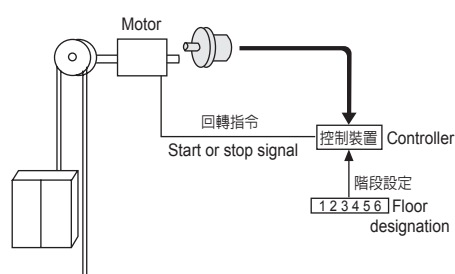 Motor
回轉指令
Start or stop signal
控制裝置 Controller
階段設定
1 2 3 4 5 6 Floor
designation